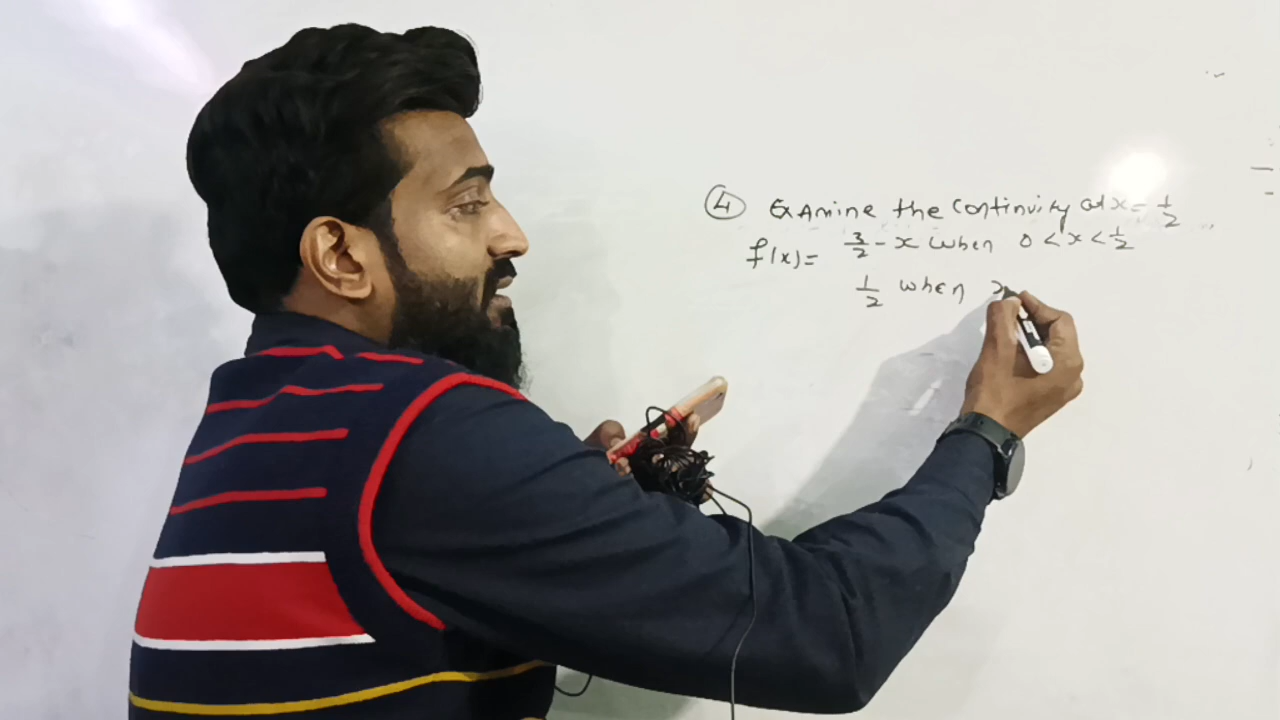 ④ Examine the continuity at x = 1/2
f(x) = 3/2 - x when 0 < x < 1/2
1/2 when x